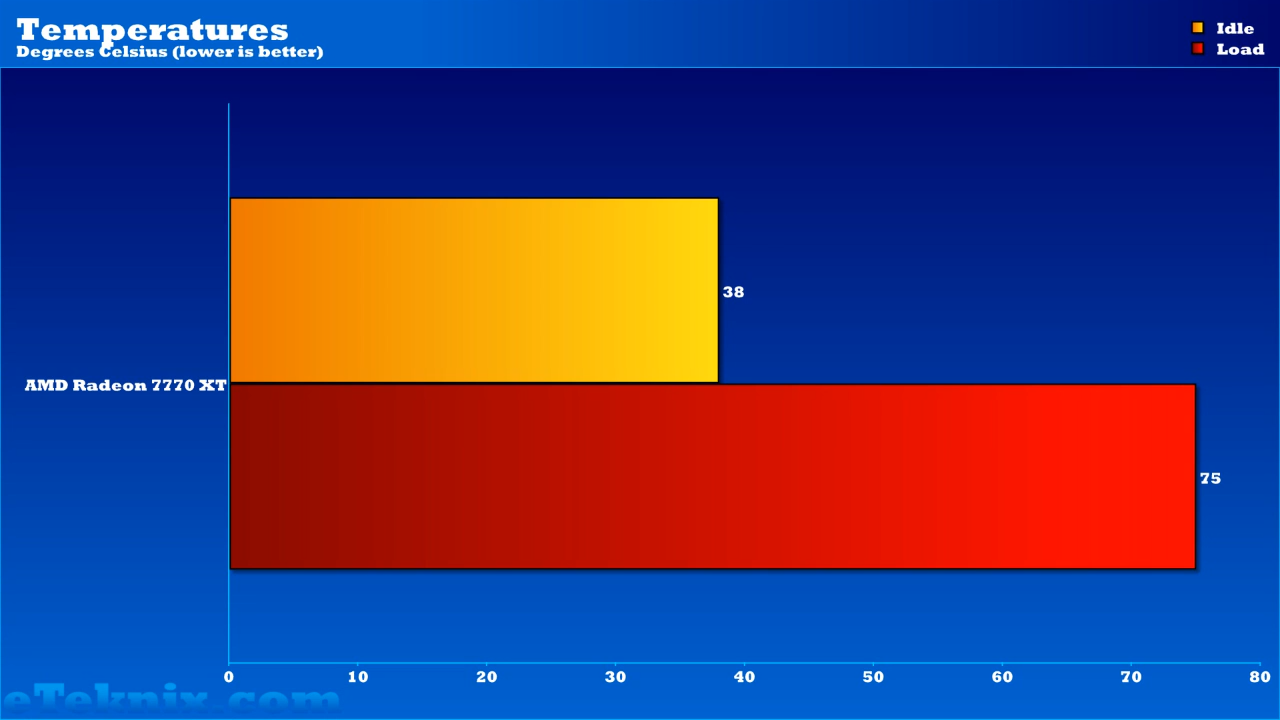 Temperatures
Degrees Celsius (lower is better)
Idle
Load
38
AMD Radeon 7770 XT
75
0 10 20 30 40 50 60 70 80
eTeknix.com